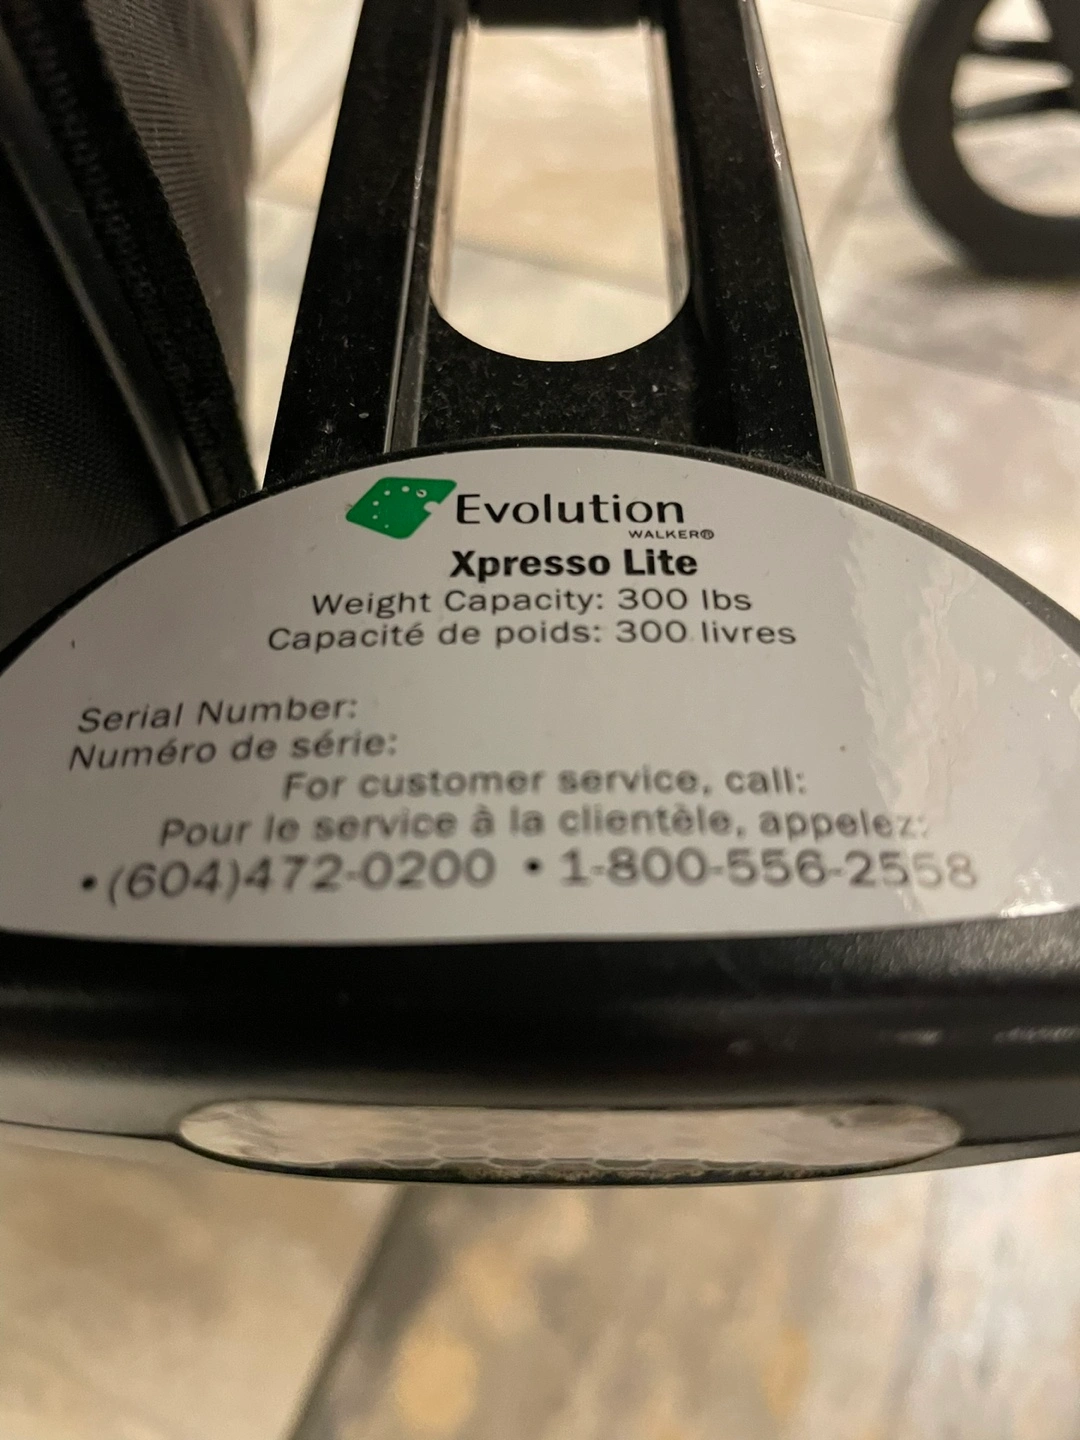 Evolution
WALKER®
Xpresso Lite
Weight Capacity: 300 lbs
Capacité de poids: 300 livres
Serial Number:
Numéro de série:
For customer service, call:
Pour le service à la clientèle, appelez:
•(604)472-0200 • 1-800-556-2558